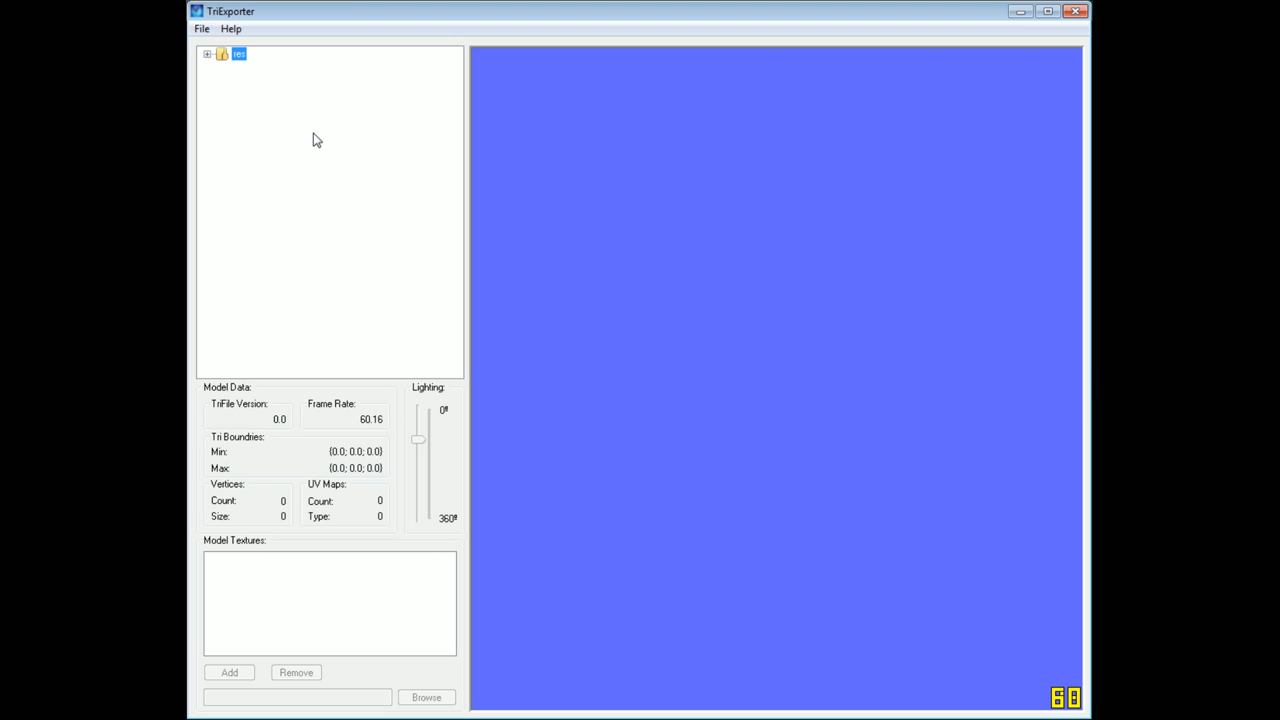 TriExporter
File Help
res
Model Data:
Lighting:
TriFile Version:
Frame Rate:
0.0
60.16
0º
Tri Boundries:
Min: {0.0; 0.0; 0.0}
Max: {0.0; 0.0; 0.0}
Vertices:
UV Maps:
Count: 0
Count: 0
Size: 0
Type: 0
360º
Model Textures:
Add Remove
Browse
60